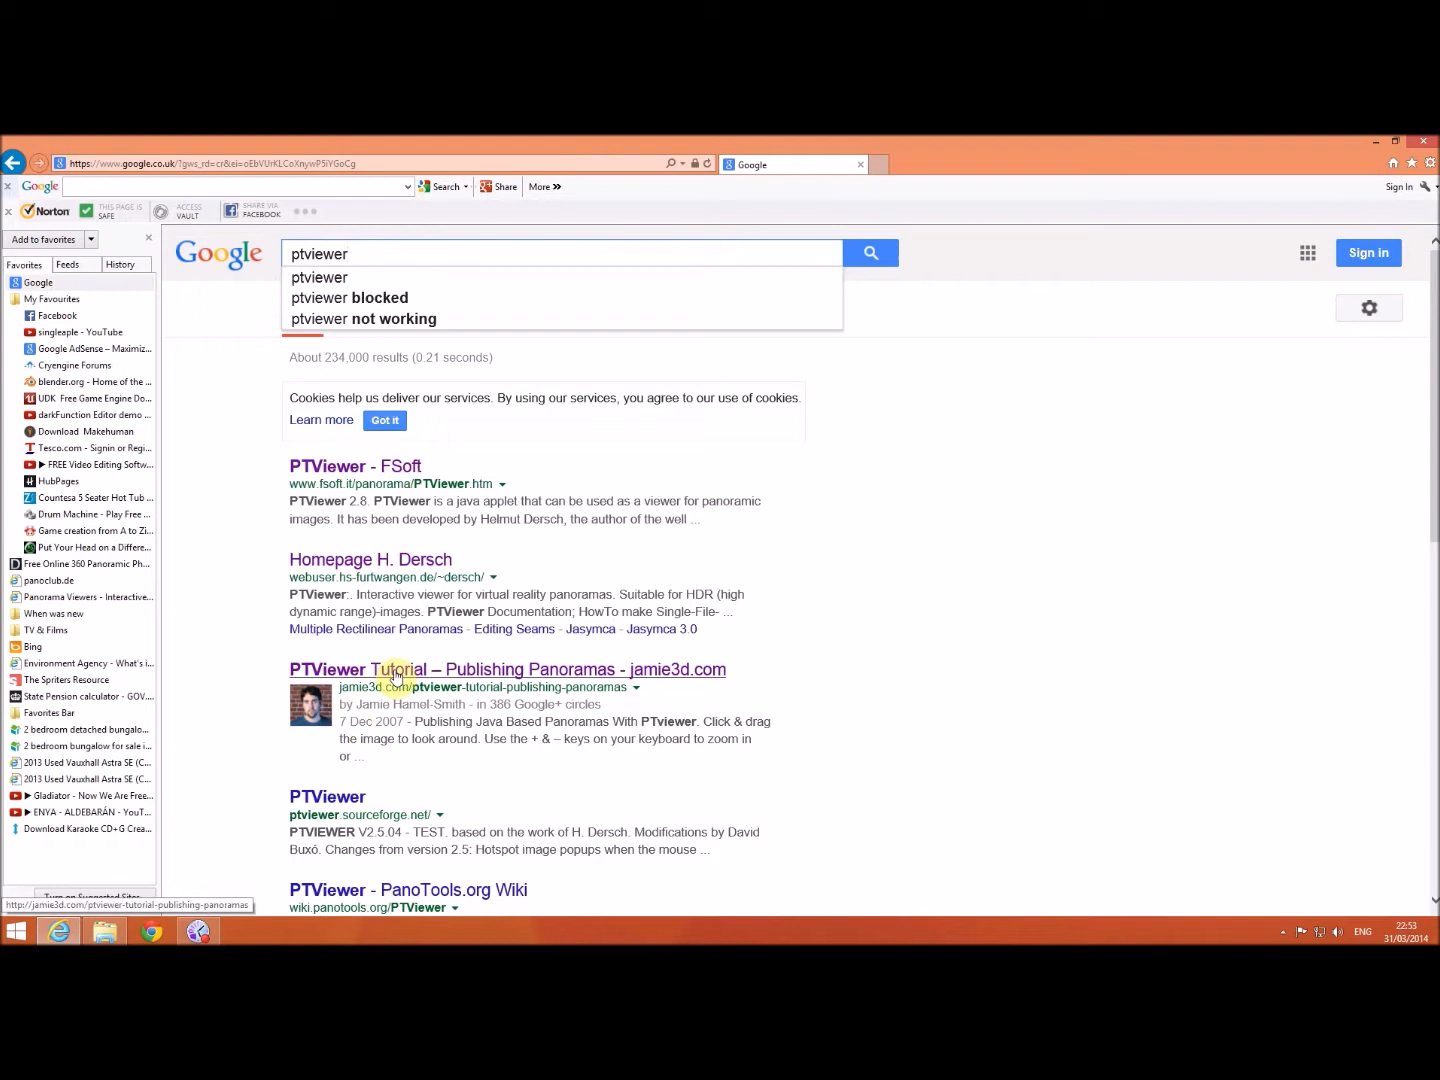 https://www.google.co.uk/?gws_rd=cr&ei=oEbVUrKLCoXnywP5iYGoCg
Google
Google
Search
Share
More »
Sign In
Norton
THIS PAGE IS SAFE
ACCESS VAULT
SHARE VIA FACEBOOK
Add to favorites
Favorites
Feeds
History
Google
My Favourites
Facebook
singleaple - YouTube
Google AdSense – Maximiz...
Cryengine Forums
blender.org - Home of the ...
UDK Free Game Engine Do...
darkFunction Editor demo ...
Download Makehuman
Tesco.com - Signin or Regi...
▶ FREE Video Editing Softw...
HubPages
Countesa 5 Seater Hot Tub ...
Drum Machine - Play Free ...
Game creation from A to Zi...
Put Your Head on a Differe...
Free Online 360 Panoramic Ph...
panoclub.de
Panorama Viewers - Interactive...
When was new
TV & Films
Bing
Environment Agency - What's i...
The Spriters Resource
State Pension calculator - GOV...
Favorites Bar
2 bedroom detached bungalo...
2 bedroom bungalow for sale i...
2013 Used Vauxhall Astra SE (C...
2013 Used Vauxhall Astra SE (C...
▶ Gladiator - Now We Are Free...
▶ ENYA - ALDEBARÁN - YouT...
Download Karaoke CD+G Crea...
Turn on Suggested Sites
http://jamie3d.com/ptviewer-tutorial-publishing-panoramas
Google
ptviewer
Sign in
ptviewer
ptviewer blocked
ptviewer not working
About 234,000 results (0.21 seconds)
Cookies help us deliver our services. By using our services, you agree to our use of cookies.
Learn more
Got it
PTViewer - FSoft
www.fsoft.it/panorama/PTViewer.htm
PTViewer 2.8. PTViewer is a java applet that can be used as a viewer for panoramic
images. It has been developed by Helmut Dersch, the author of the well ...
Homepage H. Dersch
webuser.hs-furtwangen.de/~dersch/
PTViewer:. Interactive viewer for virtual reality panoramas. Suitable for HDR (high
dynamic range)-images. PTViewer Documentation; HowTo make Single-File- ...
Multiple Rectilinear Panoramas - Editing Seams - Jasymca - Jasymca 3.0
PTViewer Tutorial – Publishing Panoramas - jamie3d.com
jamie3d.com/ptviewer-tutorial-publishing-panoramas
by Jamie Hamel-Smith - in 386 Google+ circles
7 Dec 2007 - Publishing Java Based Panoramas With PTviewer. Click & drag
the image to look around. Use the + & – keys on your keyboard to zoom in
or ...
PTViewer
ptviewer.sourceforge.net/
PTVIEWER V2.5.04 - TEST. based on the work of H. Dersch. Modifications by David
Buxó. Changes from version 2.5: Hotspot image popups when the mouse ...
PTViewer - PanoTools.org Wiki
wiki.panotools.org/PTViewer
ENG
22:53
31/03/2014